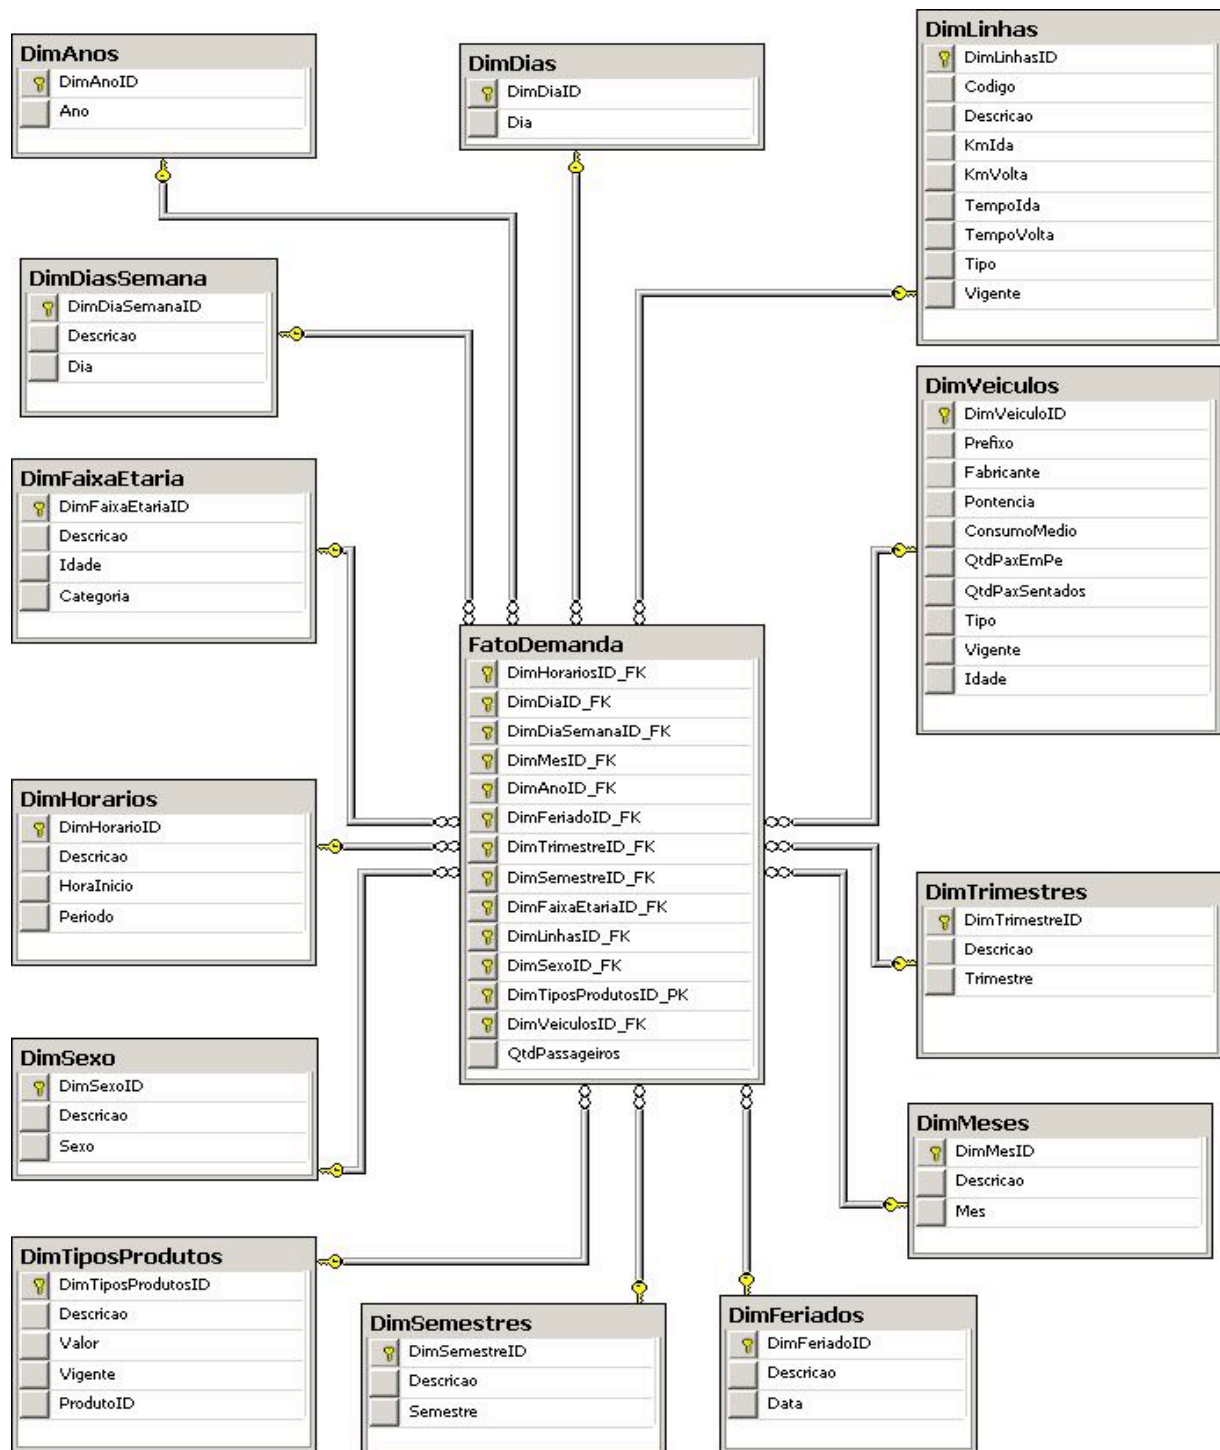 DimAnos
DimAnoID
Ano
DimDias
DimDiaID
Dia
DimLinhas
DimLinhasID
Codigo
Descricao
KmIda
KmVolta
TempoIda
TempoVolta
Tipo
Vigente
DimDiasSemana
DimDiaSemanaID
Descricao
Dia
DimVeiculos
DimVeiculoID
Prefixo
Fabricante
Pontencia
ConsumoMedio
QtdPaxEmPe
QtdPaxSentados
Tipo
Vigente
Idade
DimFaixaEtaria
DimFaixaEtariaID
Descricao
Idade
Categoria
FatoDemanda
DimHorariosID_FK
DimDiaID_FK
DimDiaSemanaID_FK
DimMesID_FK
DimAnoID_FK
DimFeriadoID_FK
DimTrimestreID_FK
DimSemestreID_FK
DimFaixaEtariaID_FK
DimLinhasID_FK
DimSexoID_FK
DimTiposProdutosID_PK
DimVeiculosID_FK
QtdPassageiros
DimHorarios
DimHorarioID
Descricao
HoraInicio
Periodo
DimTrimestres
DimTrimestreID
Descricao
Trimestre
DimSexo
DimSexoID
Descricao
Sexo
DimMeses
DimMesID
Descricao
Mes
DimTiposProdutos
DimTiposProdutosID
Descricao
Valor
Vigente
ProdutoID
DimSemestres
DimSemestreID
Descricao
Semestre
DimFeriados
DimFeriadoID
Descricao
Data